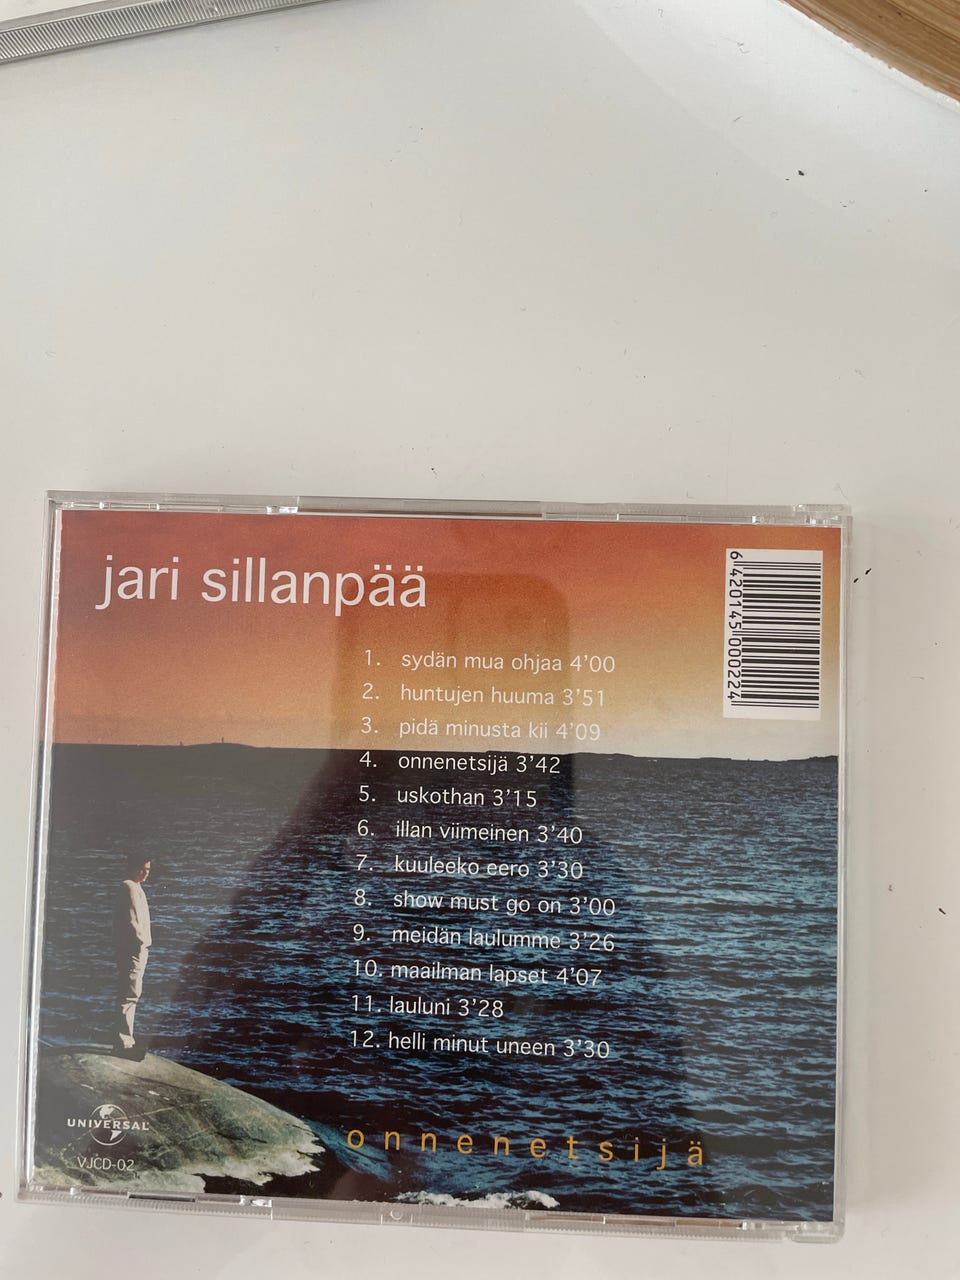 jari sillanpää
6 420145 000224
1. sydän mua ohjaa 4'00
2. huntujen huuma 3'51
3. pidä minusta kii 4'09
4. onnenetsijä 3'42
5. uskothan 3'15
6. illan viimeinen 3'40
7. kuuleeko eero 3'30
8. show must go on 3'00
9. meidän laulumme 3'26
10. maailman lapset 4'07
11. lauluni 3'28
12. helli minut uneen 3'30
UNIVERSAL
VJCD-02
onnenetsijä